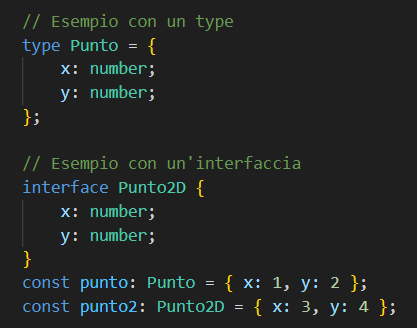 // Esempio con un type
type Punto = {
    x: number;
    y: number;
};

// Esempio con un'interfaccia
interface Punto2D {
    x: number;
    y: number;
}
const punto: Punto = { x: 1, y: 2 };
const punto2: Punto2D = { x: 3, y: 4 };